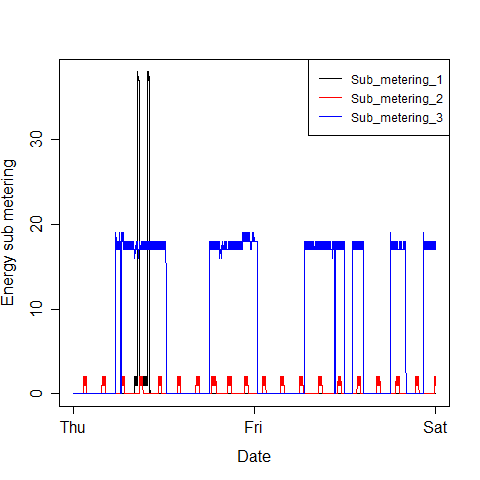 Sub_metering_1
Sub_metering_2
Sub_metering_3
Energy sub metering
30
20
10
0
Thu
Fri
Sat
Date